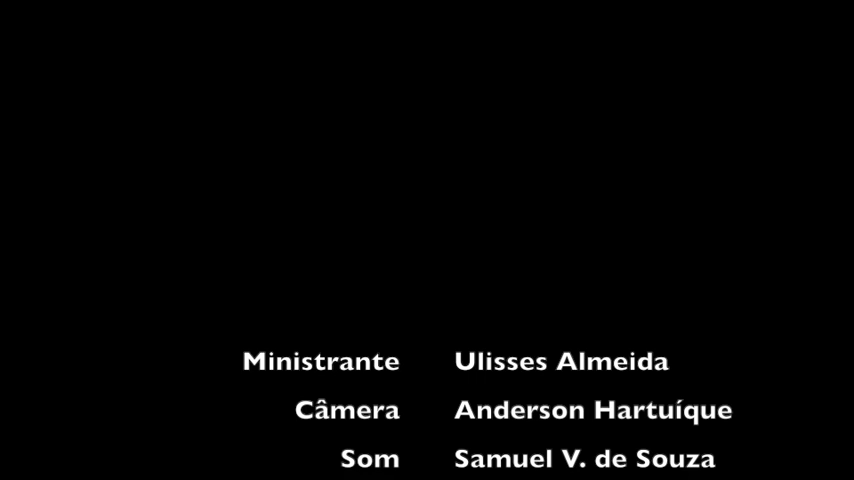 Ministrante Ulisses Almeida
Câmera Anderson Hartuíque
Som Samuel V. de Souza